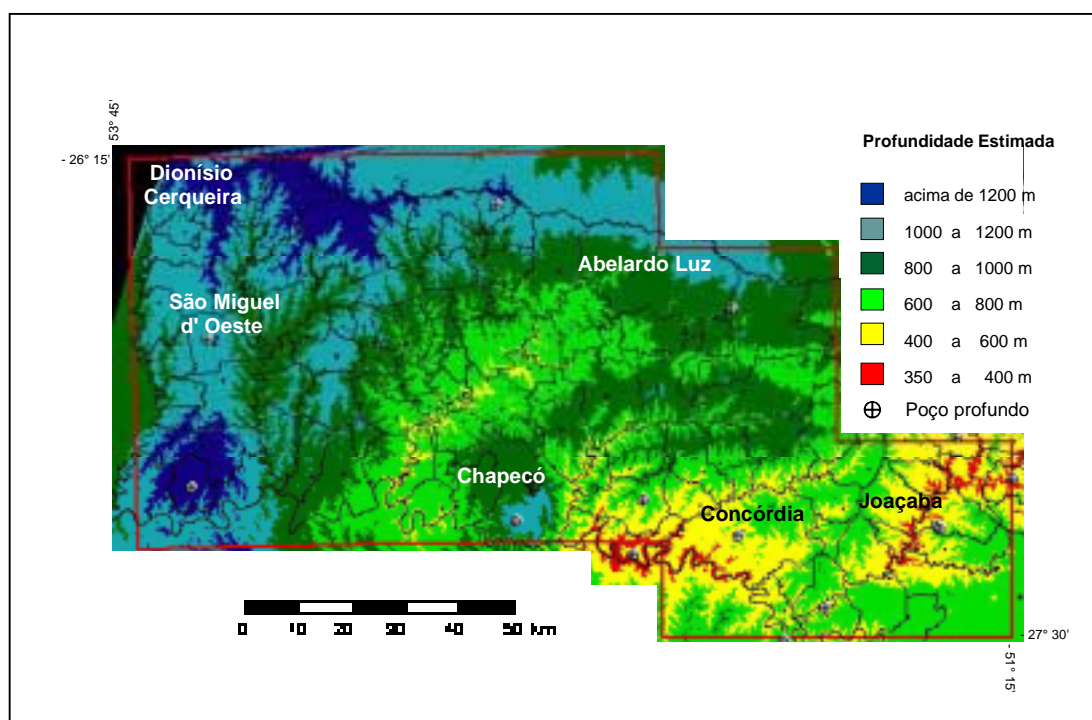 53° 45'
- 26° 15'
Dionísio
Cerqueira
Profundidade Estimada
acima de 1200 m
1000 a 1200 m
800 a 1000 m
600 a 800 m
400 a 600 m
350 a 400 m
Poço profundo
Abelardo Luz
São Miguel
d' Oeste
Chapecó
Concórdia
Joaçaba
0 10 20 30 40 50 km
- 27° 30'
- 51° 15'